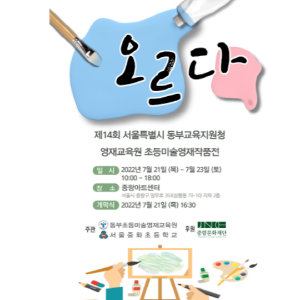 오르다
제14회 서울특별시 동부교육지원청
영재교육원 초등미술영재작품전
일 시 2022년 7월 21일 (목) ~ 7월 23일 (토)
10:00 ~ 18:00
장소 중랑아트센터
개막식 2022년 7월 21일 (목) 16:30
주관 동부초등미술영재교육원
서울중화초등학교
후원 중랑문화재단